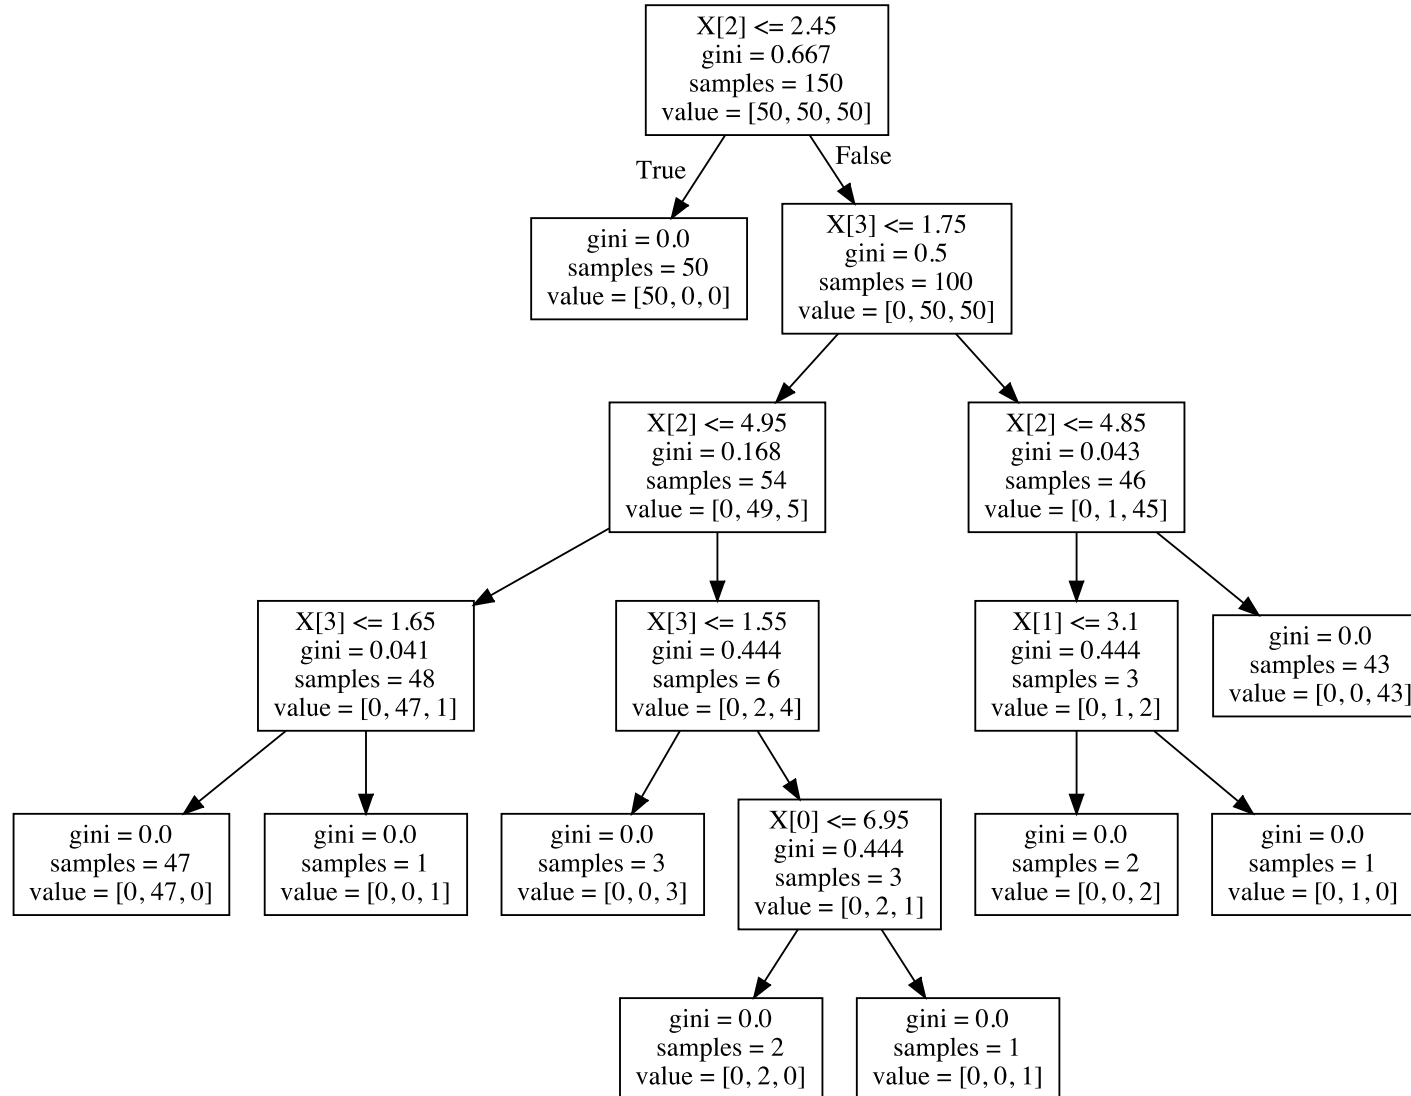 X[2] <= 2.45
gini = 0.667
samples = 150
value = [50, 50, 50]
True
False
gini = 0.0
samples = 50
value = [50, 0, 0]
X[3] <= 1.75
gini = 0.5
samples = 100
value = [0, 50, 50]
X[2] <= 4.95
gini = 0.168
samples = 54
value = [0, 49, 5]
X[2] <= 4.85
gini = 0.043
samples = 46
value = [0, 1, 45]
X[3] <= 1.65
gini = 0.041
samples = 48
value = [0, 47, 1]
X[3] <= 1.55
gini = 0.444
samples = 6
value = [0, 2, 4]
X[1] <= 3.1
gini = 0.444
samples = 3
value = [0, 1, 2]
gini = 0.0
samples = 43
value = [0, 0, 43]
gini = 0.0
samples = 47
value = [0, 47, 0]
gini = 0.0
samples = 1
value = [0, 0, 1]
gini = 0.0
samples = 3
value = [0, 0, 3]
X[0] <= 6.95
gini = 0.444
samples = 3
value = [0, 2, 1]
gini = 0.0
samples = 2
value = [0, 0, 2]
gini = 0.0
samples = 1
value = [0, 1, 0]
gini = 0.0
samples = 2
value = [0, 2, 0]
gini = 0.0
samples = 1
value = [0, 0, 1]